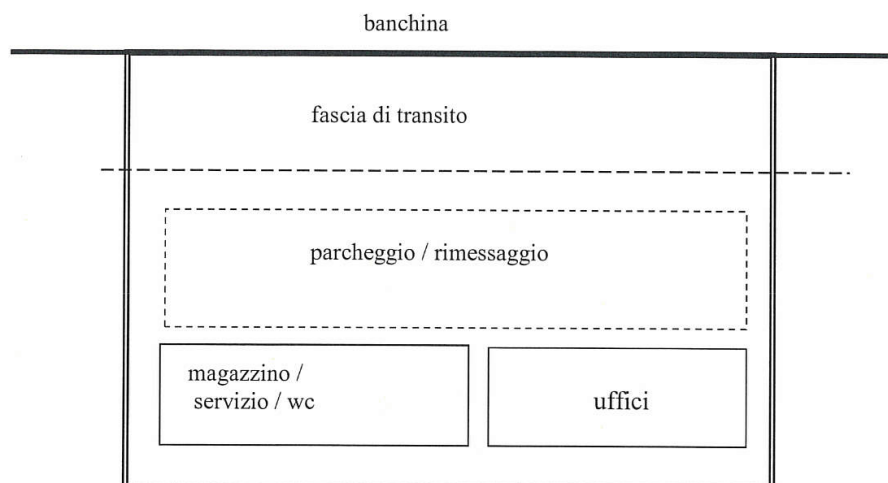 banchina
fascia di transito
parcheggio / rimessaggio
magazzino /
servizio / wc
uffici